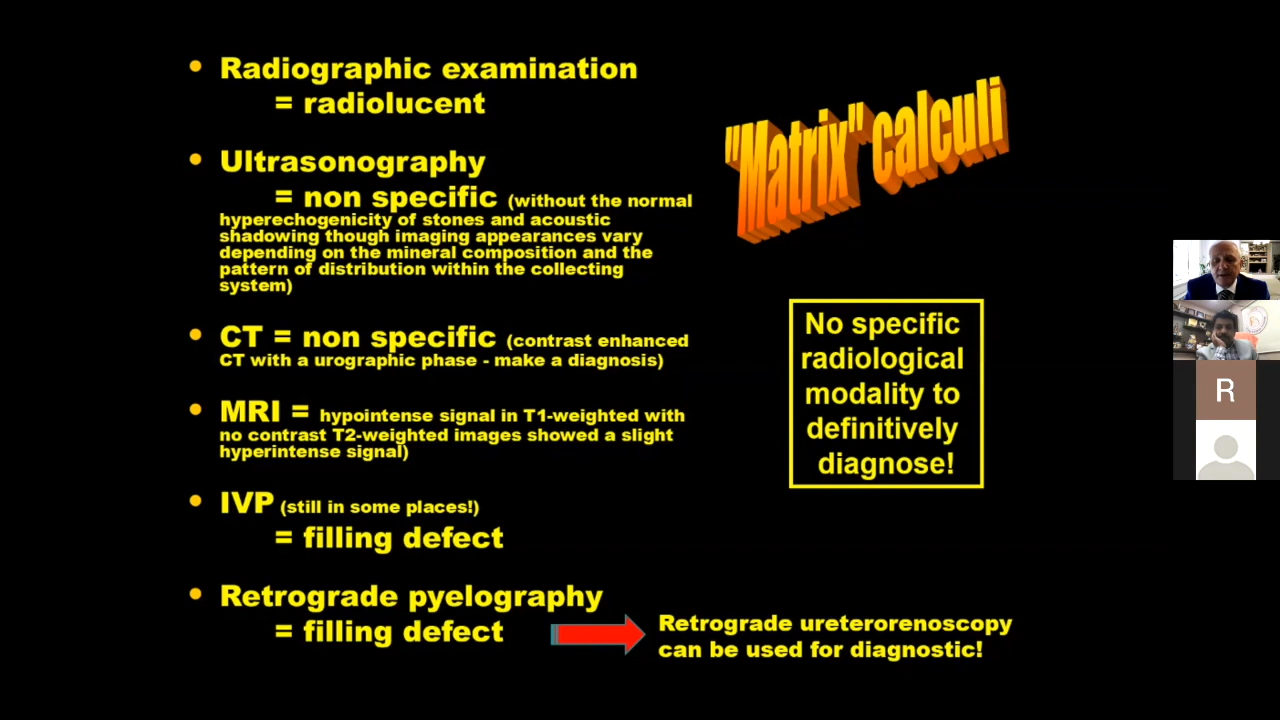 • Radiographic examination
= radiolucent
• Ultrasonography
= non specific (without the normal
hyperechogenicity of stones and acoustic
shadowing though imaging appearances vary
depending on the mineral composition and the
pattern of distribution within the collecting
system)
• CT = non specific (contrast enhanced
CT with a urographic phase - make a diagnosis)
• MRI = hypointense signal in T1-weighted with
no contrast T2-weighted images showed a slight
hyperintense signal)
• IVP (still in some places!)
= filling defect
• Retrograde pyelography
= filling defect
Retrograde ureterorenoscopy
can be used for diagnostic!
"Matrix" calculi
No specific
radiological
modality to
definitively
diagnose!
R